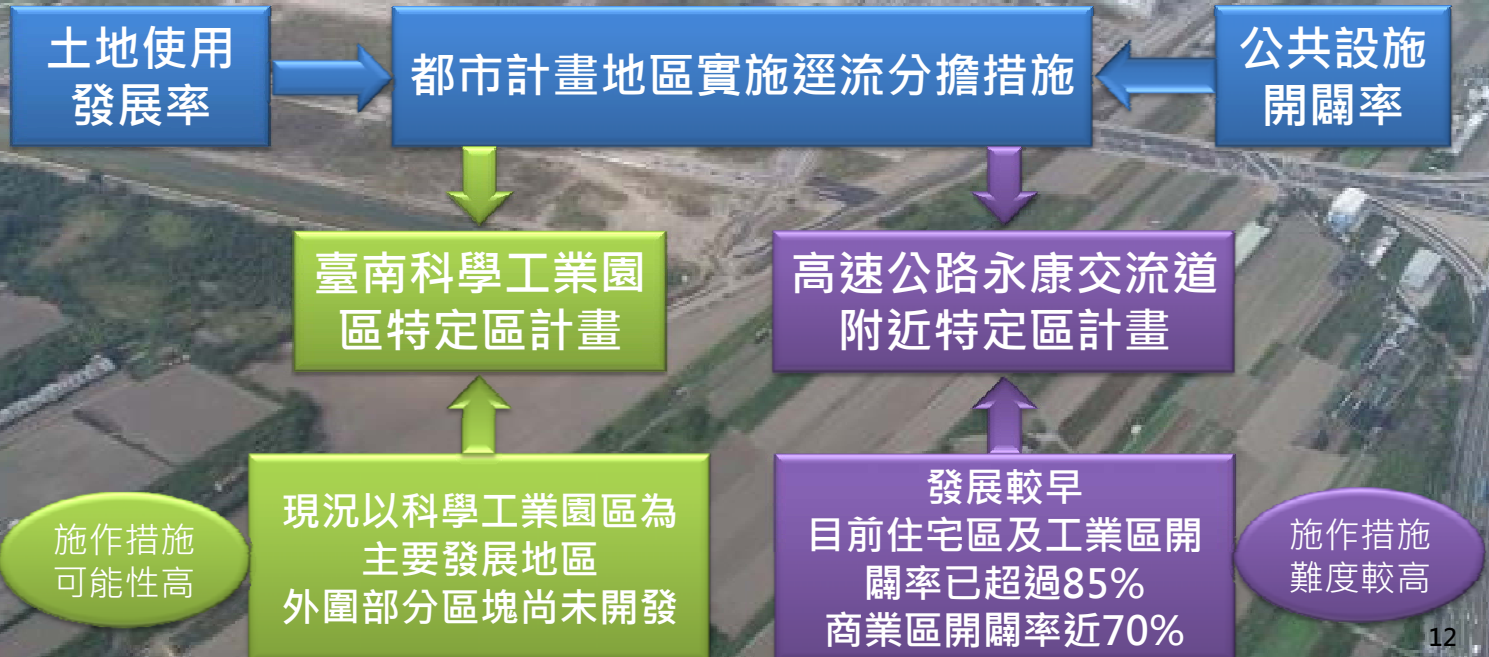 土地使用
發展率
都市計畫地區實施逕流分擔措施
公共設施
開闢率
臺南科學工業園
區特定區計畫
高速公路永康交流道
附近特定區計畫
施作措施
可能性高
現況以科學工業園區為
主要發展地區
外圍部分區塊尚未開發
發展較早
目前住宅區及工業區開
闢率已超過85%
商業區開闢率近70%
施作措施
難度較高
12